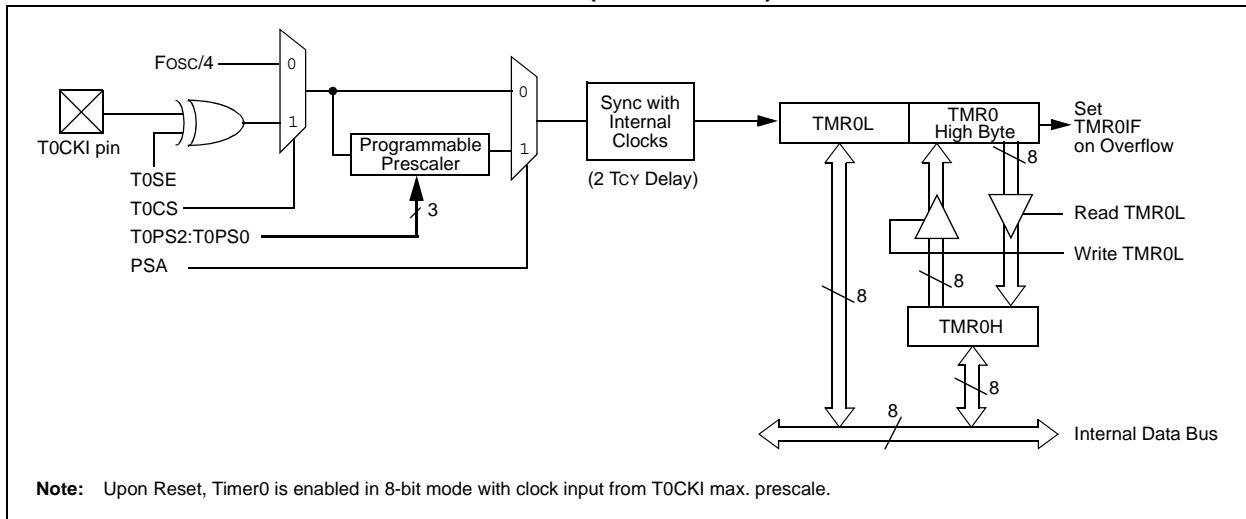 FOSC/4
0
1
T0CKI pin
T0SE
T0CS
T0PS2:T0PS0
PSA
Programmable
Prescaler
3
0
1
Sync with
Internal
Clocks
(2 TCY Delay)
TMR0L
TMR0
High Byte
Set
TMR0IF
on Overflow
8
Read TMR0L
Write TMR0L
8
8
TMR0H
8
8
Internal Data Bus
Note: Upon Reset, Timer0 is enabled in 8-bit mode with clock input from T0CKI max. prescale.